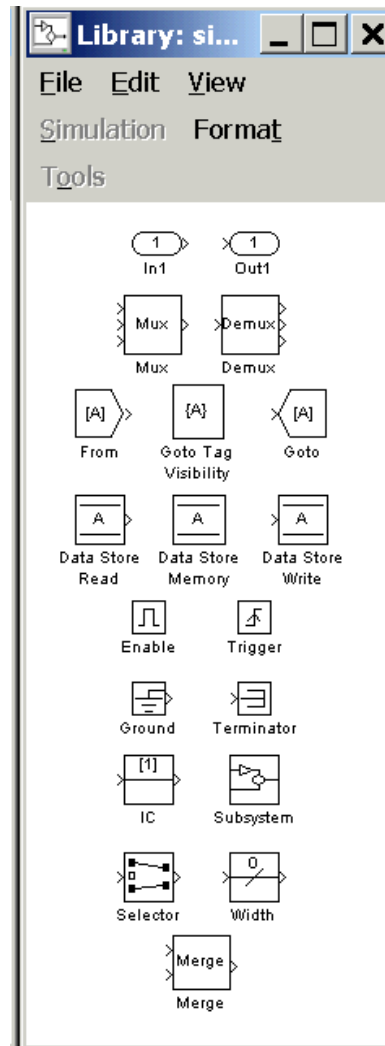 Library: si...
File Edit View
Simulation Format
Tools
1 1
In1 Out1
Mux Demux
Mux Demux
[A] {A} [A]
From Goto Tag Visibility Goto
A A A
Data Store Read Data Store Memory Data Store Write
Enable Trigger
Ground Terminator
[1]
IC Subsystem
0
Selector Width
Merge
Merge